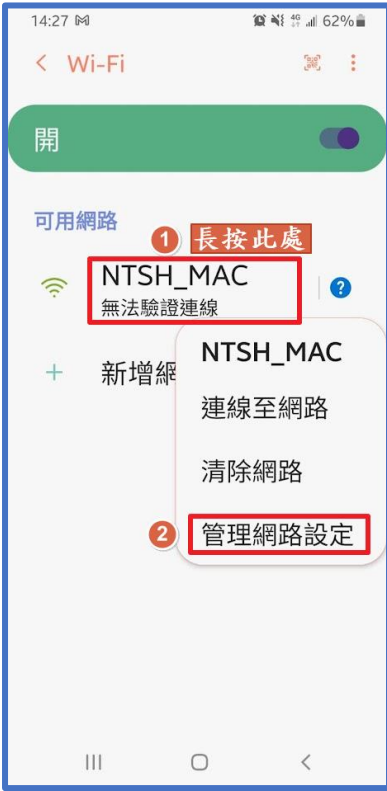 14:27 4G 62%
Wi-Fi
開
可用網路
1 長按此處
NTSH_MAC
無法驗證連線
?
NTSH_MAC
新增網
連線至網路
清除網路
2 管理網路設定